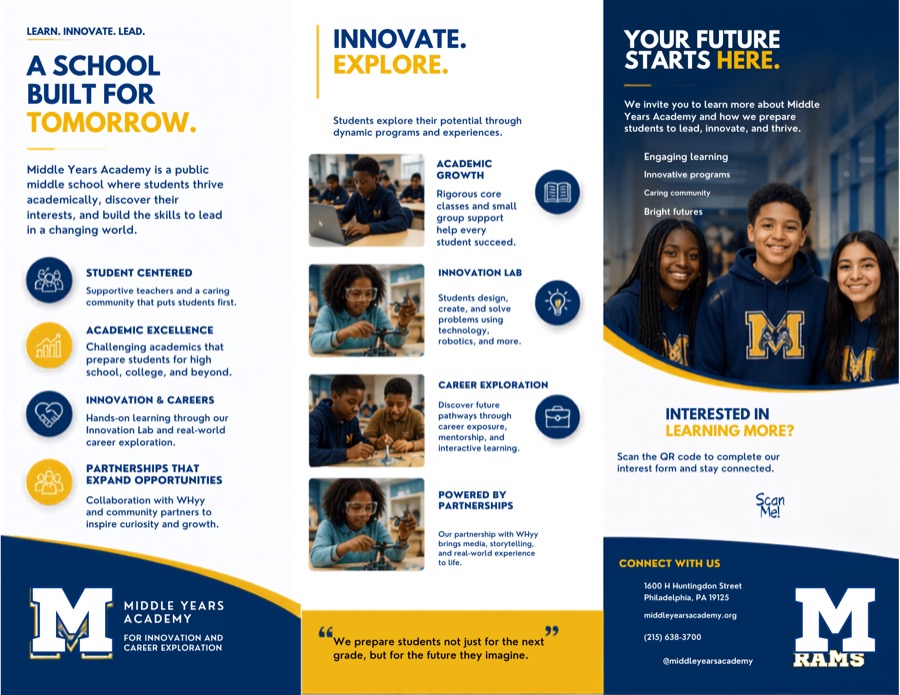 LEARN. INNOVATE. LEAD.
A SCHOOL
BUILT FOR
TOMORROW.
Middle Years Academy is a public
middle school where students thrive
academically, discover their
interests, and build the skills to lead
in a changing world.
STUDENT CENTERED
Supportive teachers and a caring
community that puts students first.
ACADEMIC EXCELLENCE
Challenging academics that
prepare students for high
school, college, and beyond.
INNOVATION & CAREERS
Hands-on learning through our
Innovation Lab and real-world
career exploration.
PARTNERSHIPS THAT
EXPAND OPPORTUNITIES
Collaboration with WHyy
and community partners to
inspire curiosity and growth.
M
MIDDLE YEARS
ACADEMY
FOR INNOVATION AND
CAREER EXPLORATION
INNOVATE.
EXPLORE.
Students explore their potential through
dynamic programs and experiences.
ACADEMIC
GROWTH
Rigorous core
classes and small
group support
help every
student succeed.
INNOVATION LAB
Students design,
create, and solve
problems using
technology,
robotics, and more.
CAREER EXPLORATION
Discover future
pathways through
career exposure,
mentorship, and
interactive learning.
POWERED BY
PARTNERSHIPS
Our partnership with WHyy
brings media, storytelling,
and real-world experience
to life.
“We prepare students not just for the next”
grade, but for the future they imagine.
YOUR FUTURE
STARTS HERE.
We invite you to learn more about Middle
Years Academy and how we prepare
students to lead, innovate, and thrive.
Engaging learning
Innovative programs
Caring community
Bright futures
M
M
M
INTERESTED IN
LEARNING MORE?
Scan the QR code to complete our
interest form and stay connected.
Scan
Me!
CONNECT WITH US
1600 H Huntingdon Street
Philadelphia, PA 19125
middleyearsacademy.org
(215) 638-3700
@middleyearsacademy
M
RAMS